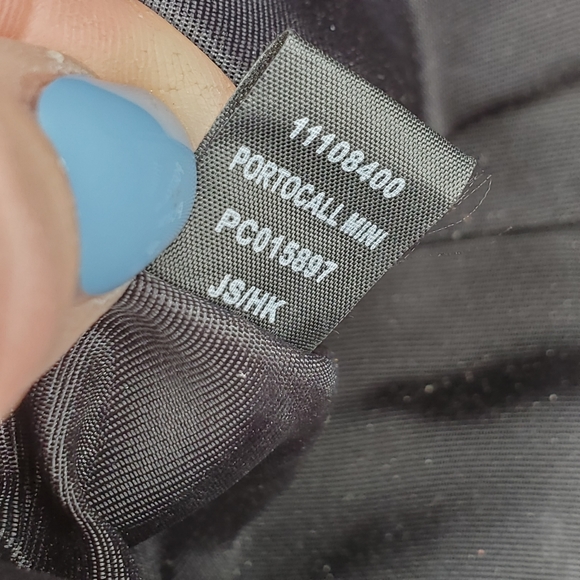 11108400
PORTOCALL MINI
PC015897
JS/HK